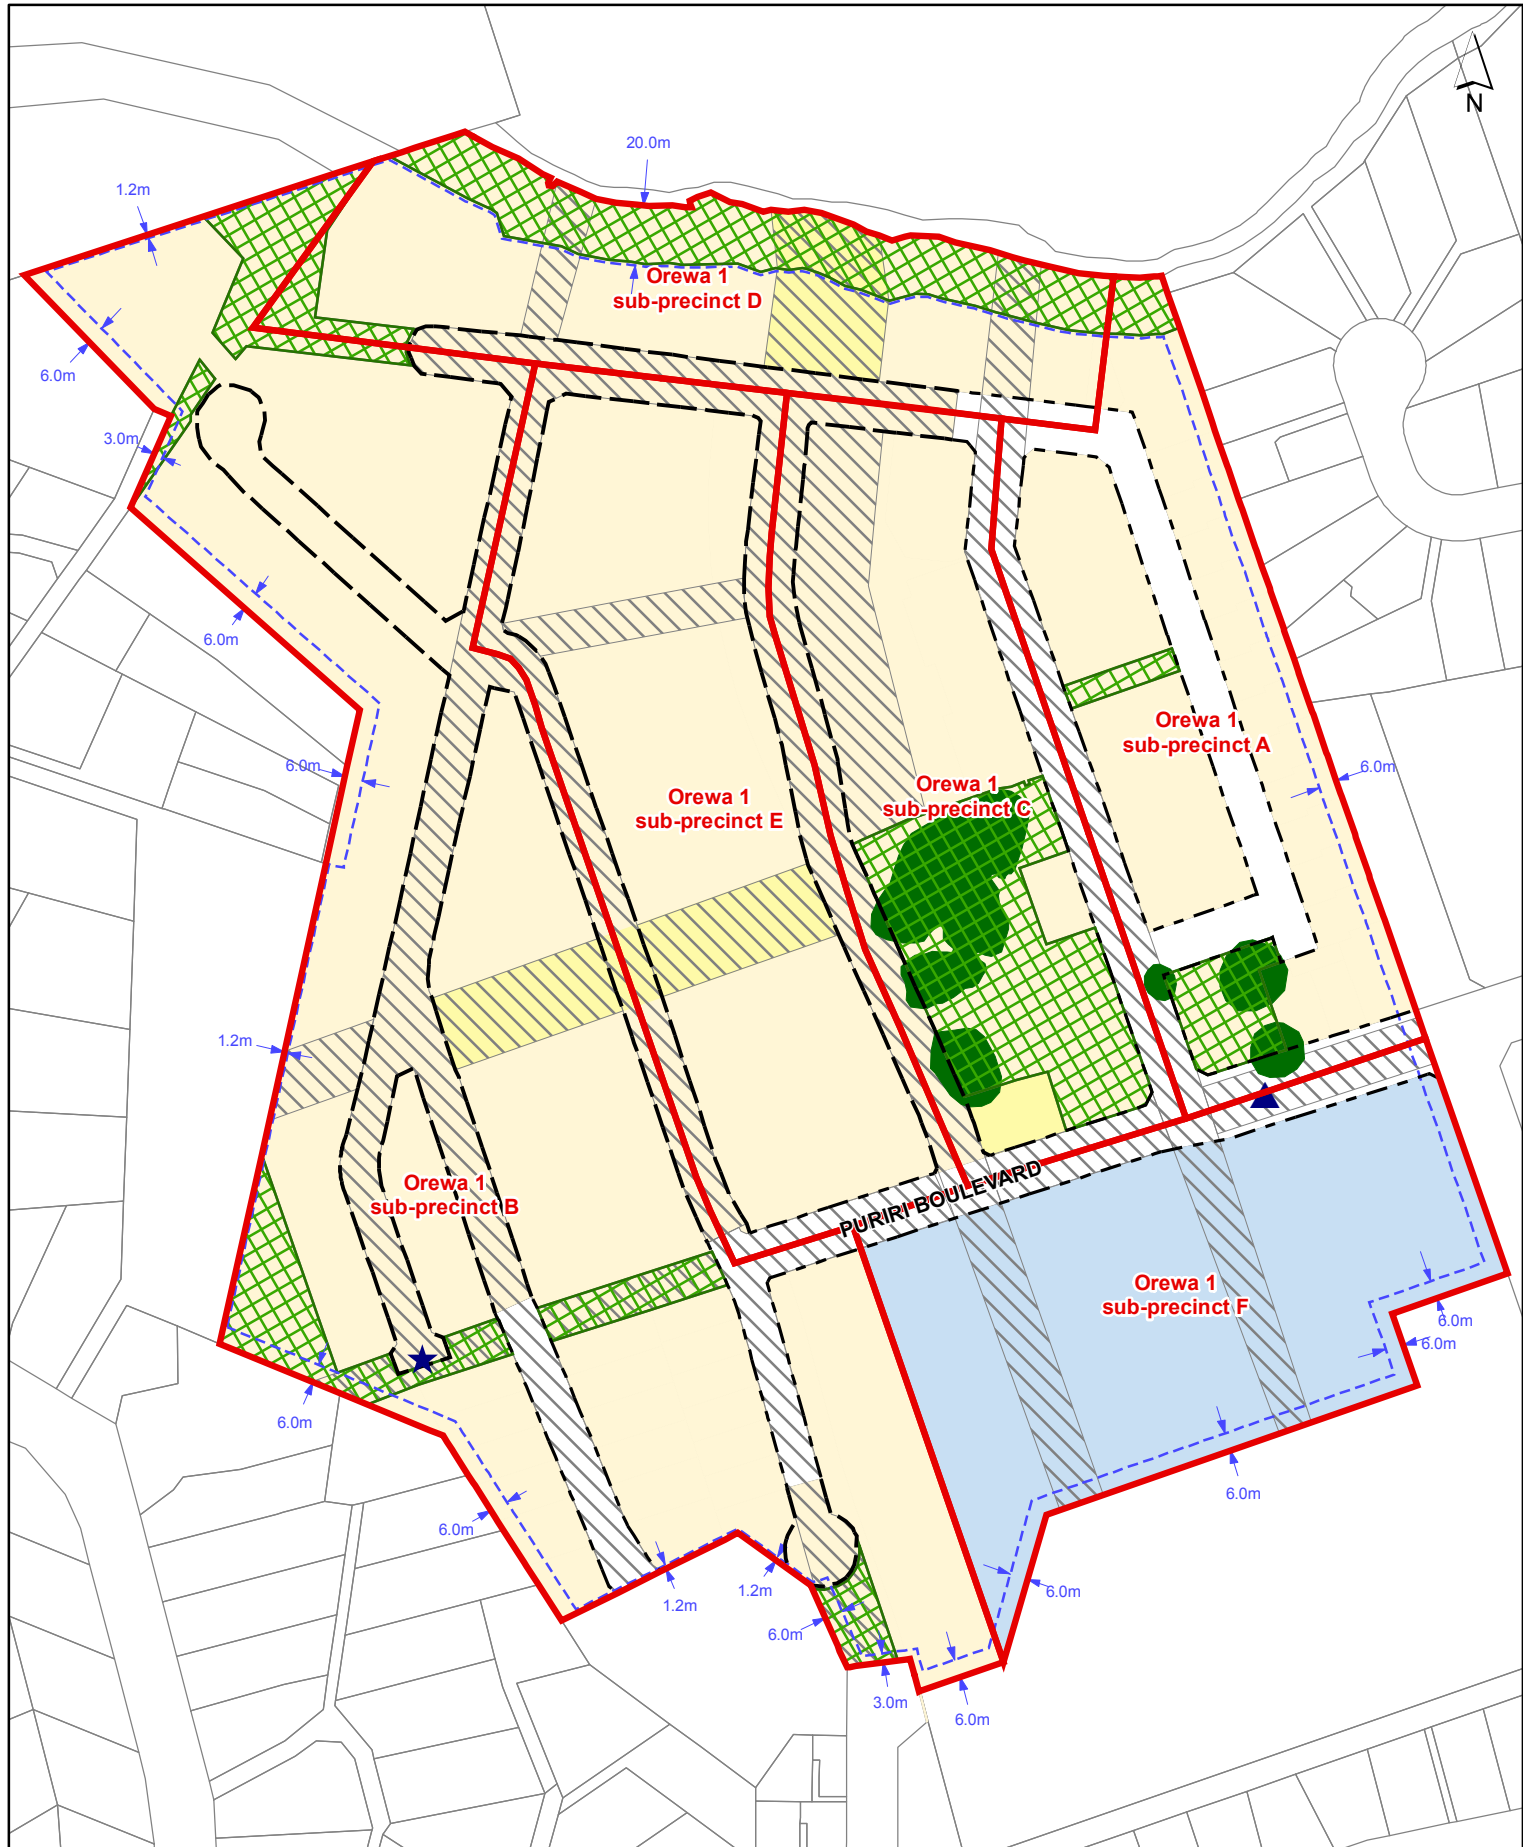 N
20.0m
1.2m
Orewa 1
sub-precinct D
6.0m
3.0m
6.0m
Orewa 1
sub-precinct A
6.0m
6.0m
Orewa 1
sub-precinct E
Orewa 1
sub-precinct C
1.2m
Orewa 1
sub-precinct B
PURIRI BOULEVARD
Orewa 1
sub-precinct F
6.0m
6.0m
6.0m
6.0m
6.0m
1.2m
1.2m
6.0m
6.0m
3.0m
6.0m